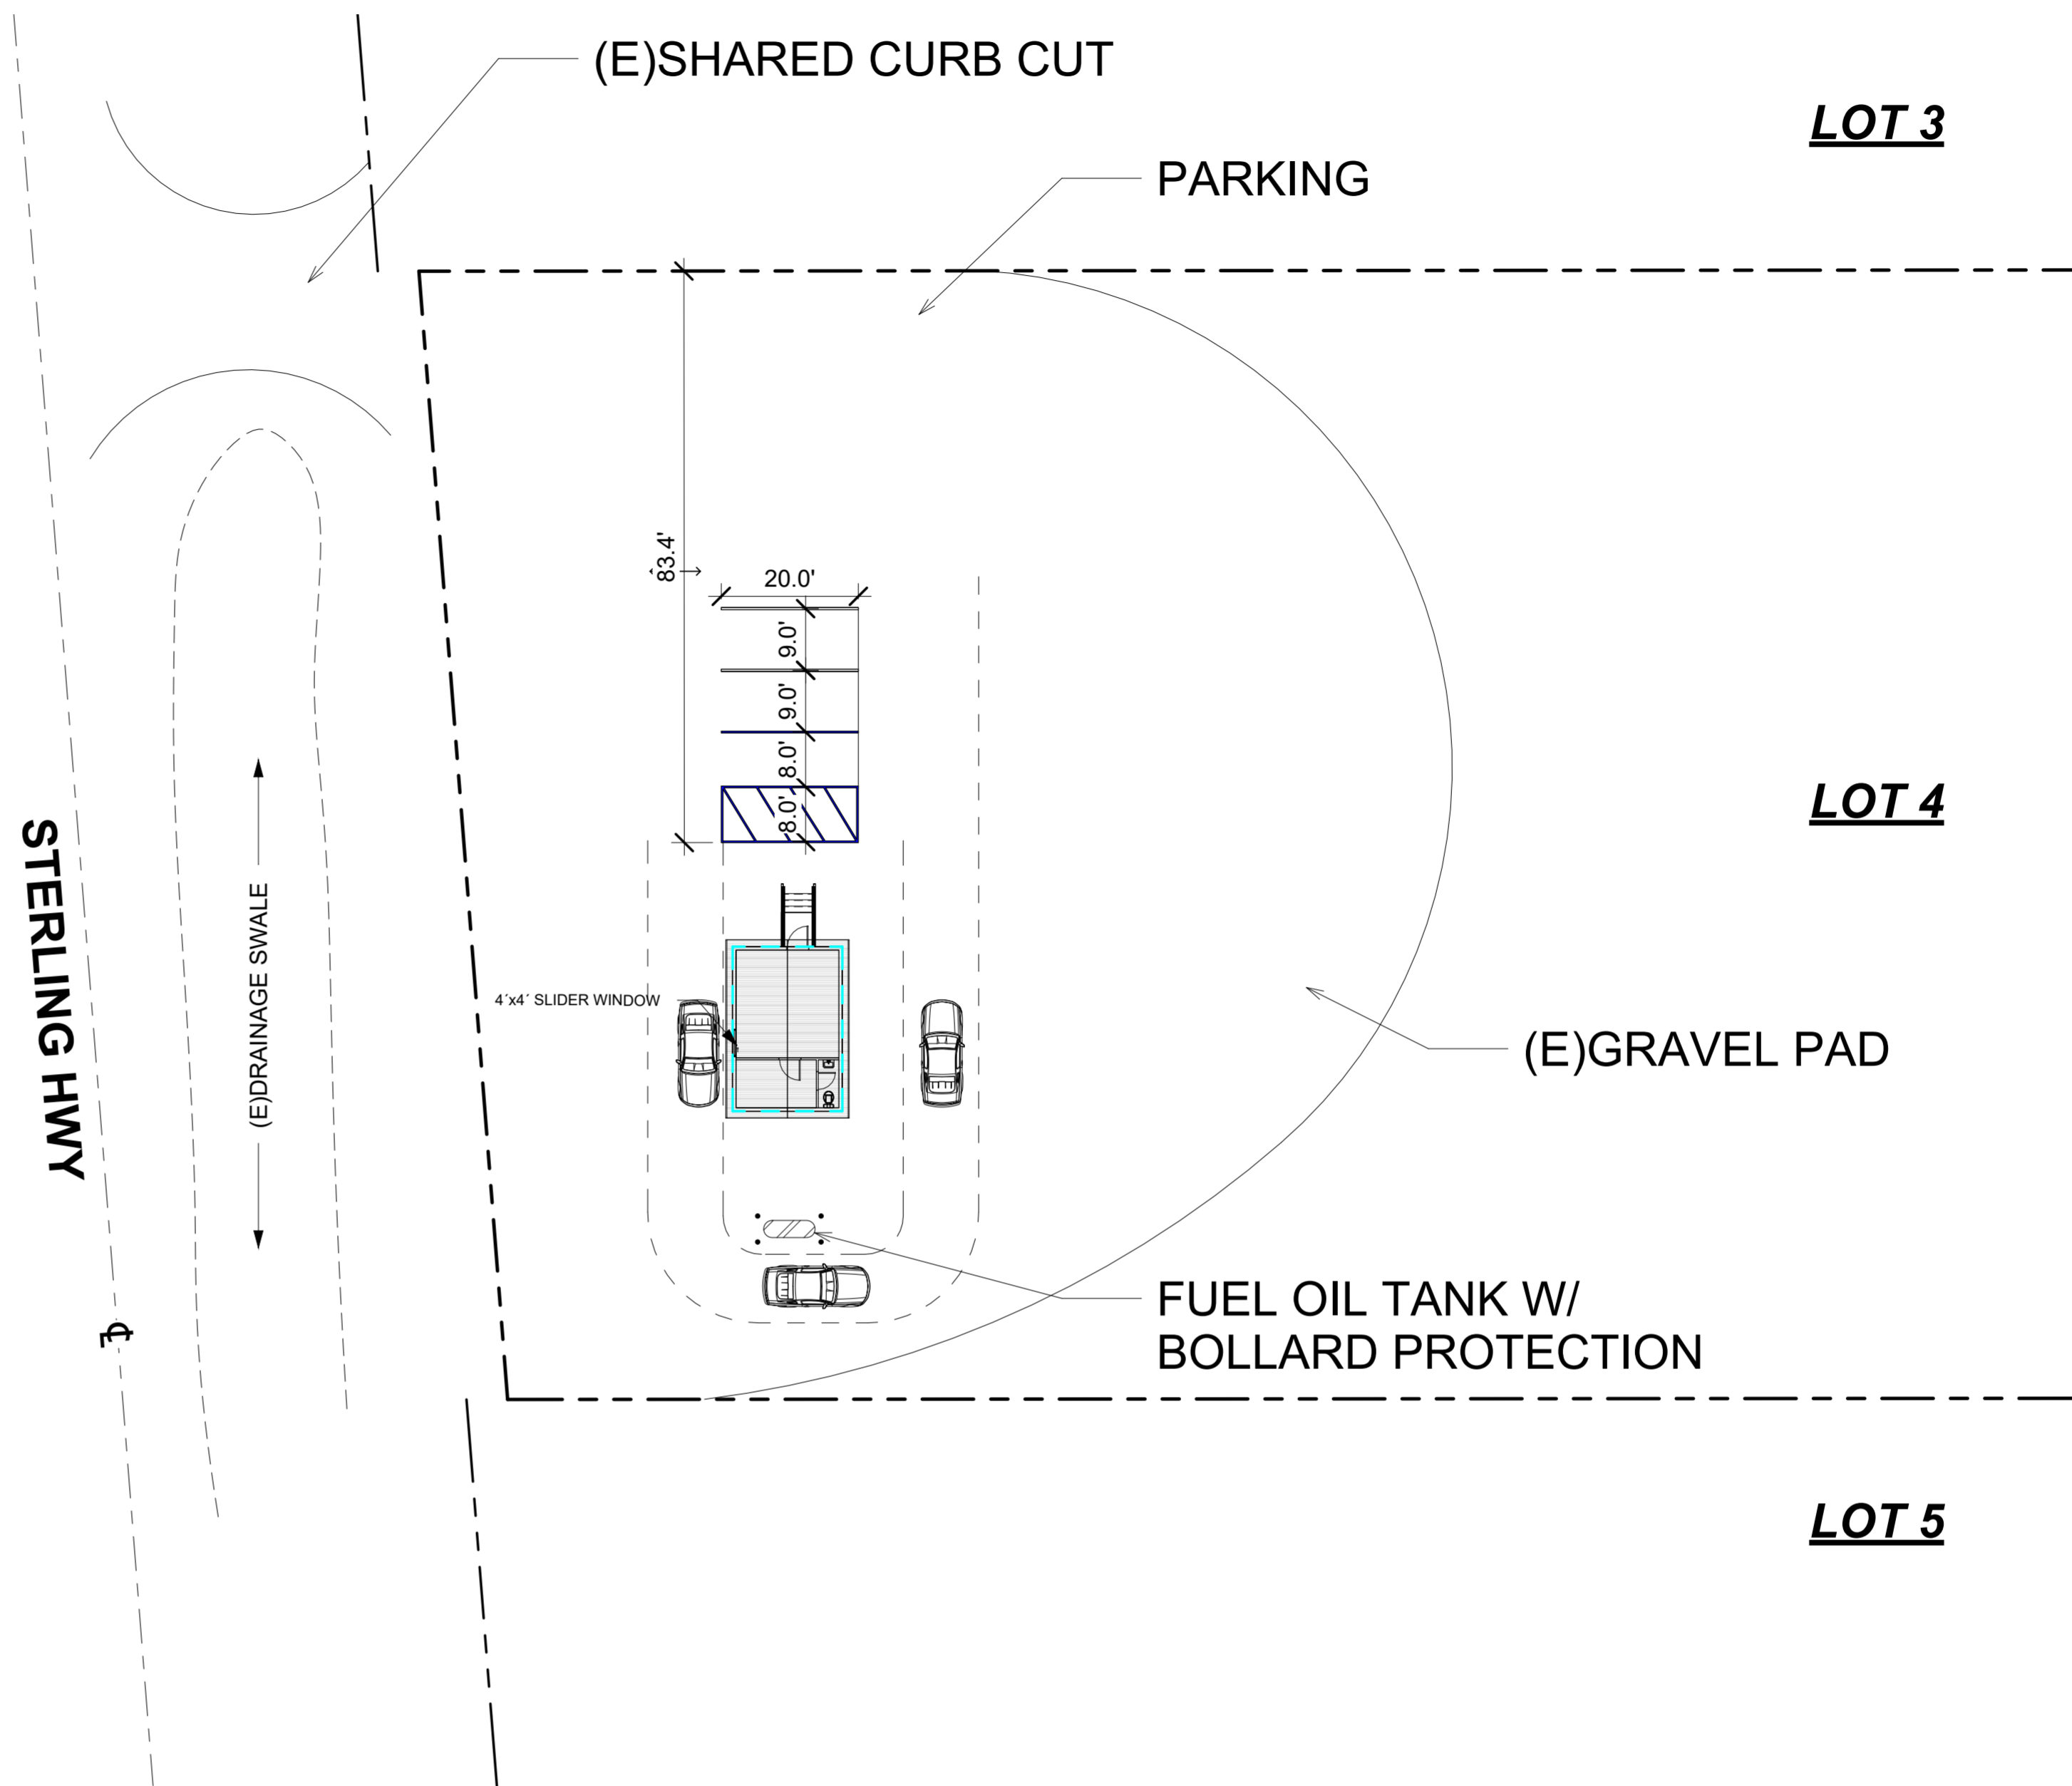 (E)SHARED CURB CUT
LOT 3
PARKING
83.4'
20.0'
9.0'
9.0'
8.0'
8.0'
LOT 4
STERLING HWY
(E)DRAINAGE SWALE
4´x4´ SLIDER WINDOW
(E)GRAVEL PAD
FUEL OIL TANK W/
BOLLARD PROTECTION
℄
LOT 5